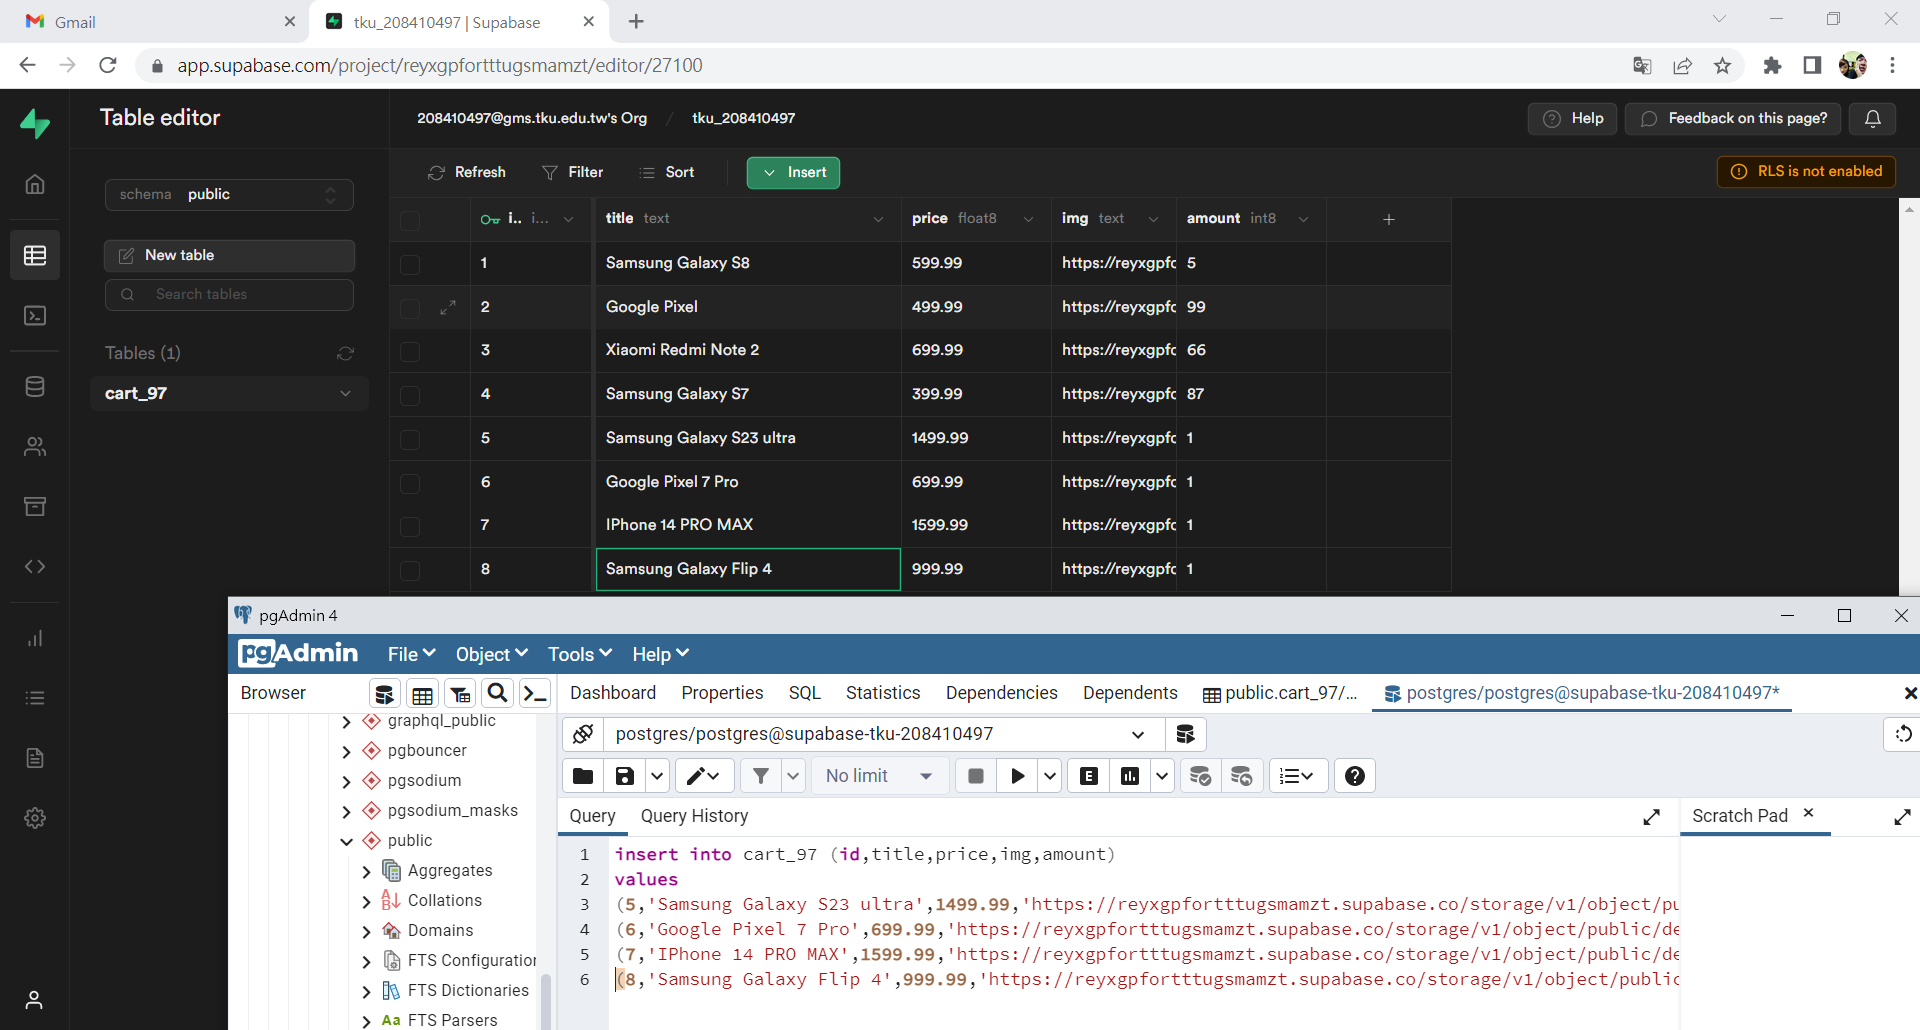 Gmail
tku_208410497 | Supabase
app.supabase.com/project/reyxgpfortttugsmamzt/editor/27100
Table editor
208410497@gms.tku.edu.tw's Org / tku_208410497
Help
Feedback on this page?
schema public
Refresh Filter Sort Insert
RLS is not enabled
New table
Search tables
Tables (1)
cart_97
i.. i... title text price float8 img text amount int8 +
1 Samsung Galaxy S8 599.99 https://reyxgpfc 5
2 Google Pixel 499.99 https://reyxgpfc 99
3 Xiaomi Redmi Note 2 699.99 https://reyxgpfc 66
4 Samsung Galaxy S7 399.99 https://reyxgpfc 87
5 Samsung Galaxy S23 ultra 1499.99 https://reyxgpfc 1
6 Google Pixel 7 Pro 699.99 https://reyxgpfc 1
7 IPhone 14 PRO MAX 1599.99 https://reyxgpfc 1
8 Samsung Galaxy Flip 4 999.99 https://reyxgpfc 1
pgAdmin 4
pgAdmin File Object Tools Help
Browser
Dashboard Properties SQL Statistics Dependencies Dependents public.cart_97/... postgres/postgres@supabase-tku-208410497*
graphql_public
pgbouncer
pgsodium
pgsodium_masks
public
Aggregates
Collations
Domains
FTS Configuration
FTS Dictionaries
Aa FTS Parsers
postgres/postgres@supabase-tku-208410497
No limit
E
Query Query History
Scratch Pad
1 insert into cart_97 (id,title,price,img,amount)
2 values
3 (5,'Samsung Galaxy S23 ultra',1499.99,'https://reyxgpfortttugsmamzt.supabase.co/storage/v1/object/pu
4 (6,'Google Pixel 7 Pro',699.99,'https://reyxgpfortttugsmamzt.supabase.co/storage/v1/object/public/de
5 (7,'IPhone 14 PRO MAX',1599.99,'https://reyxgpfortttugsmamzt.supabase.co/storage/v1/object/public/de
6 (8,'Samsung Galaxy Flip 4',999.99,'https://reyxgpfortttugsmamzt.supabase.co/storage/v1/object/public